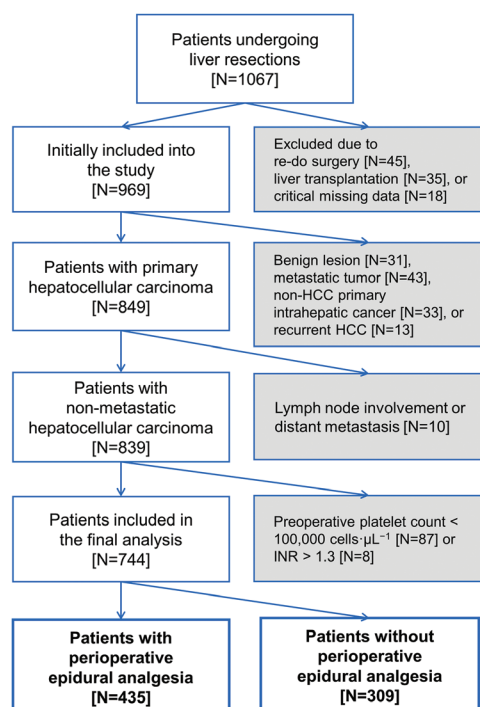 Patients undergoing
liver resections
[N=1067]
Initially included into
the study
[N=969]
Excluded due to
re-do surgery [N=45],
liver transplantation [N=35], or
critical missing data [N=18]
Patients with primary
hepatocellular carcinoma
[N=849]
Benign lesion [N=31],
metastatic tumor [N=43],
non-HCC primary
intrahepatic cancer [N=33], or
recurrent HCC [N=13]
Patients with
non-metastatic
hepatocellular carcinoma
[N=839]
Lymph node involvement or
distant metastasis [N=10]
Patients included in
the final analysis
[N=744]
Preoperative platelet count <
100,000 cells·µL⁻¹ [N=87] or
INR > 1.3 [N=8]
Patients with
perioperative
epidural analgesia
[N=435]
Patients without
perioperative
epidural analgesia
[N=309]